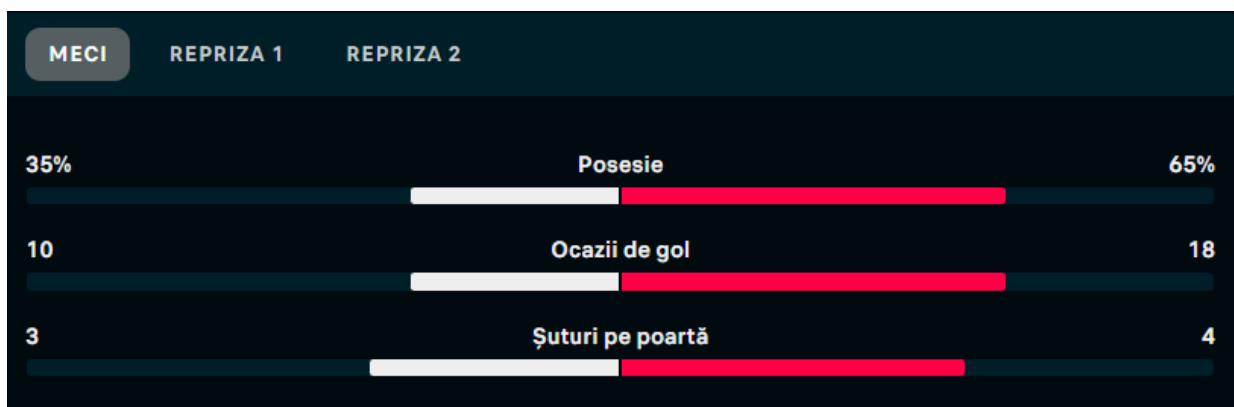 MECI REPRIZA 1 REPRIZA 2
35% Posesie 65%
10 Ocazii de gol 18
3 Șuturi pe poartă 4